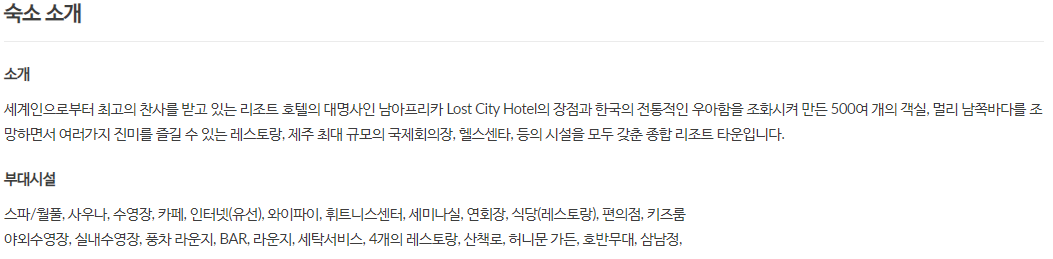 숙소 소개
소개
세계인으로부터 최고의 찬사를 받고 있는 리조트 호텔의 대명사인 남아프리카 Lost City Hotel의 장점과 한국의 전통적인 우아함을 조화시켜 만든 500여 개의 객실, 멀리 남쪽바다를 조
망하면서 여러가지 진미를 즐길 수 있는 레스토랑, 제주 최대 규모의 국제회의장, 헬스센타, 등의 시설을 모두 갖춘 종합 리조트 타운입니다.
부대시설
스파/월풀, 사우나, 수영장, 카페, 인터넷(유선), 와이파이, 휘트니스센터, 세미나실, 연회장, 식당(레스토랑), 편의점, 키즈룸
야외수영장, 실내수영장, 풍차 라운지, BAR, 라운지, 세탁서비스, 4개의 레스토랑, 산책로, 허니문 가든, 호반무대, 삼남정,